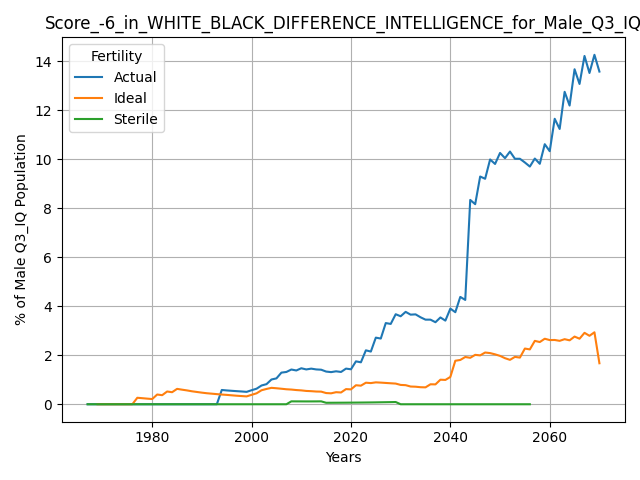 Score_-6_in_WHITE_BLACK_DIFFERENCE_INTELLIGENCE_for_Male_Q3_IQ
Fertility
Actual
Ideal
Sterile
14
12
10
8
6
4
2
0
% of Male Q3_IQ Population
1980
2000
2020
2040
2060
Years